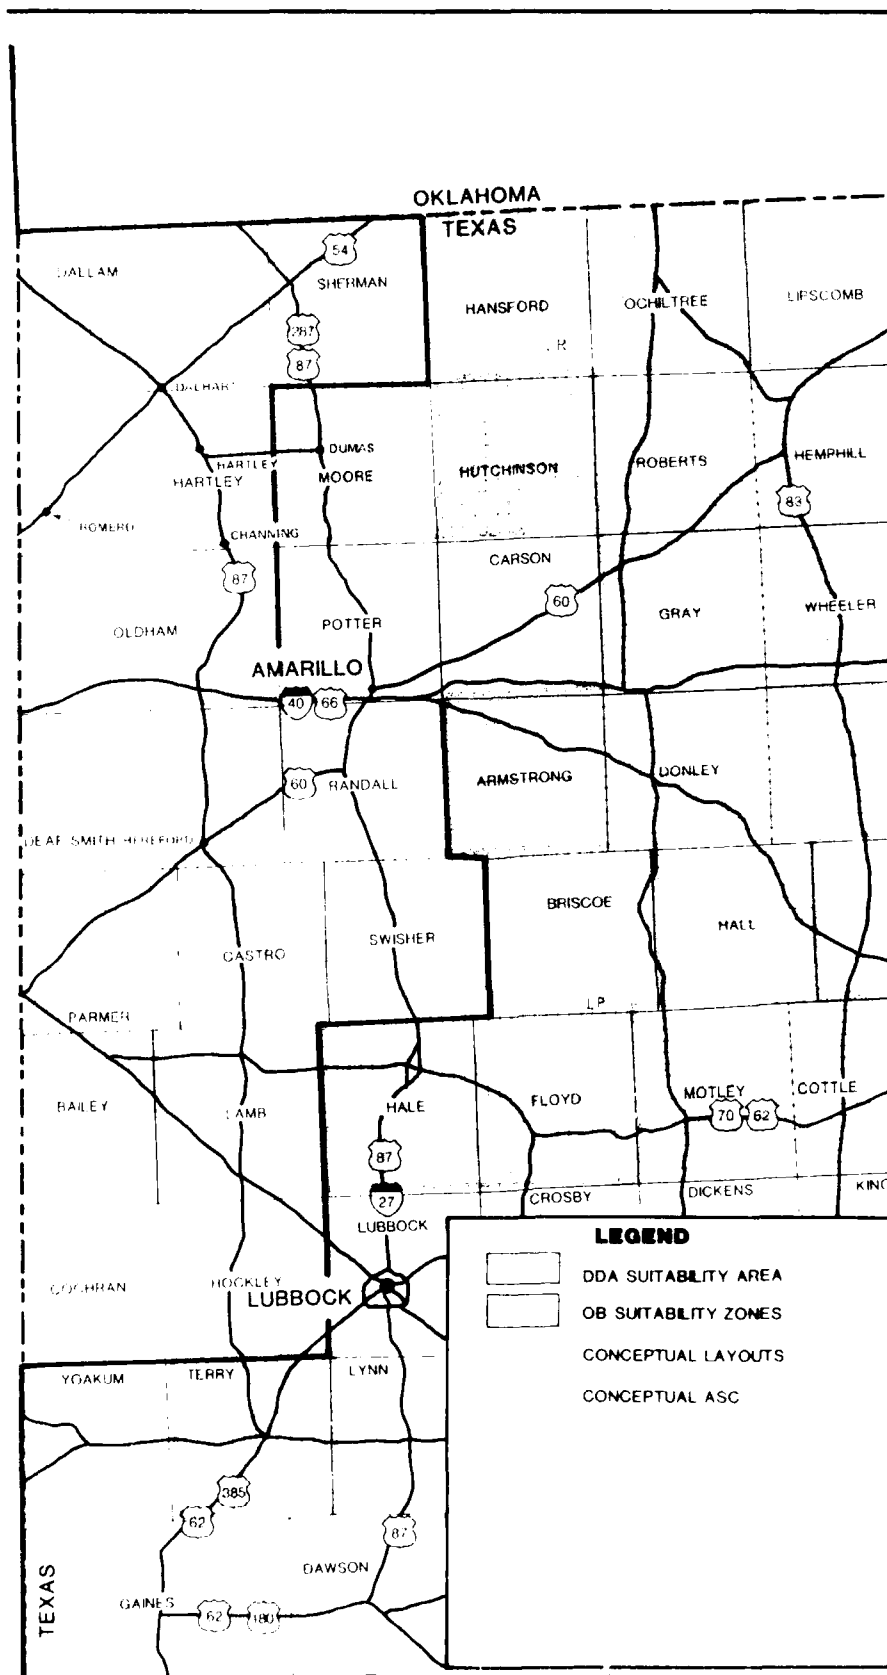 OKLAHOMA
TEXAS
54
DALLAM
SHERMAN
HANSFORD
OCHILTREE
LIPSCOMB
287
87
DALHART
HARTLEY
DUMAS
HARTLEY
MOORE
HUTCHINSON
ROBERTS
HEMPHILL
83
ROMERO
CHANNING
CARSON
87
60
OLDHAM
POTTER
GRAY
WHEELER
AMARILLO
40
66
60
RANDALL
ARMSTRONG
DONLEY
DEAF SMITH
HEREFORD
BRISCOE
HALL
CASTRO
SWISHER
PARMER
BAILEY
LAMB
HALE
FLOYD
MOTLEY
COTTLE
70
62
87
27
CROSBY
DICKENS
KING
LUBBOCK
COCHRAN
HOCKLEY
LUBBOCK
YOAKUM
TERRY
LYNN
385
62
87
DAWSON
GAINES
62
180
TEXAS
LEGEND
DDA SUITABILITY AREA
OB SUITABILITY ZONES
CONCEPTUAL LAYOUTS
CONCEPTUAL ASC